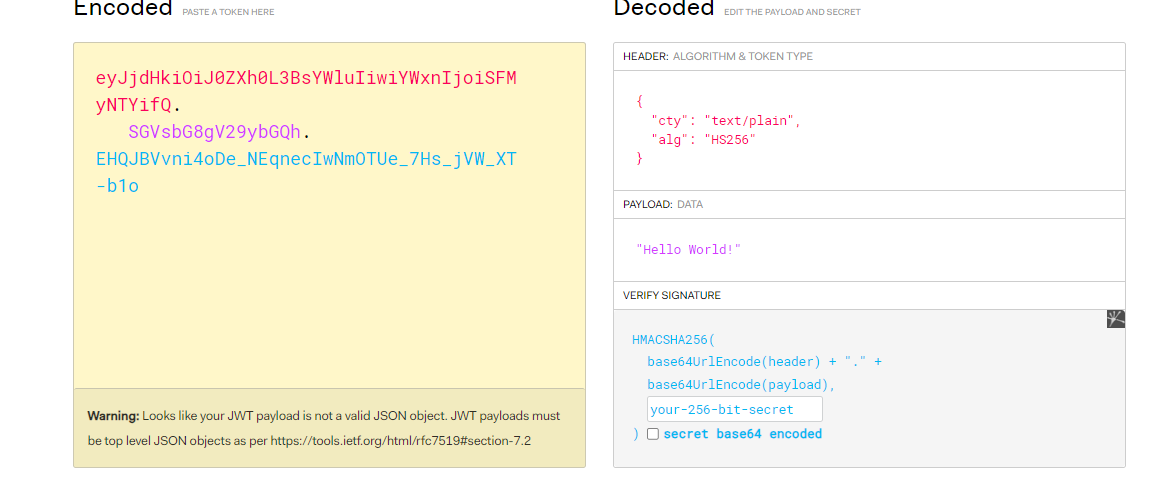 Encoded PASTE A TOKEN HERE
eyJjdHkiOiJ0ZXh0L3BsYWluIiwiYWxnIjoiSFM
yNTYifQ.
SGVsbG8gV29ybGQh.
EHQJBVvni4oDe_NEqnecIwNmOTUe_7Hs_jVW_XT
-b1o
Warning: Looks like your JWT payload is not a valid JSON object. JWT payloads must
be top level JSON objects as per https://tools.ietf.org/html/rfc7519#section-7.2
Decoded EDIT THE PAYLOAD AND SECRET
HEADER: ALGORITHM & TOKEN TYPE
{
"cty": "text/plain",
"alg": "HS256"
}
PAYLOAD: DATA
"Hello World!"
VERIFY SIGNATURE
HMACSHA256(
base64UrlEncode(header) + "." +
base64UrlEncode(payload),
your-256-bit-secret
) secret base64 encoded